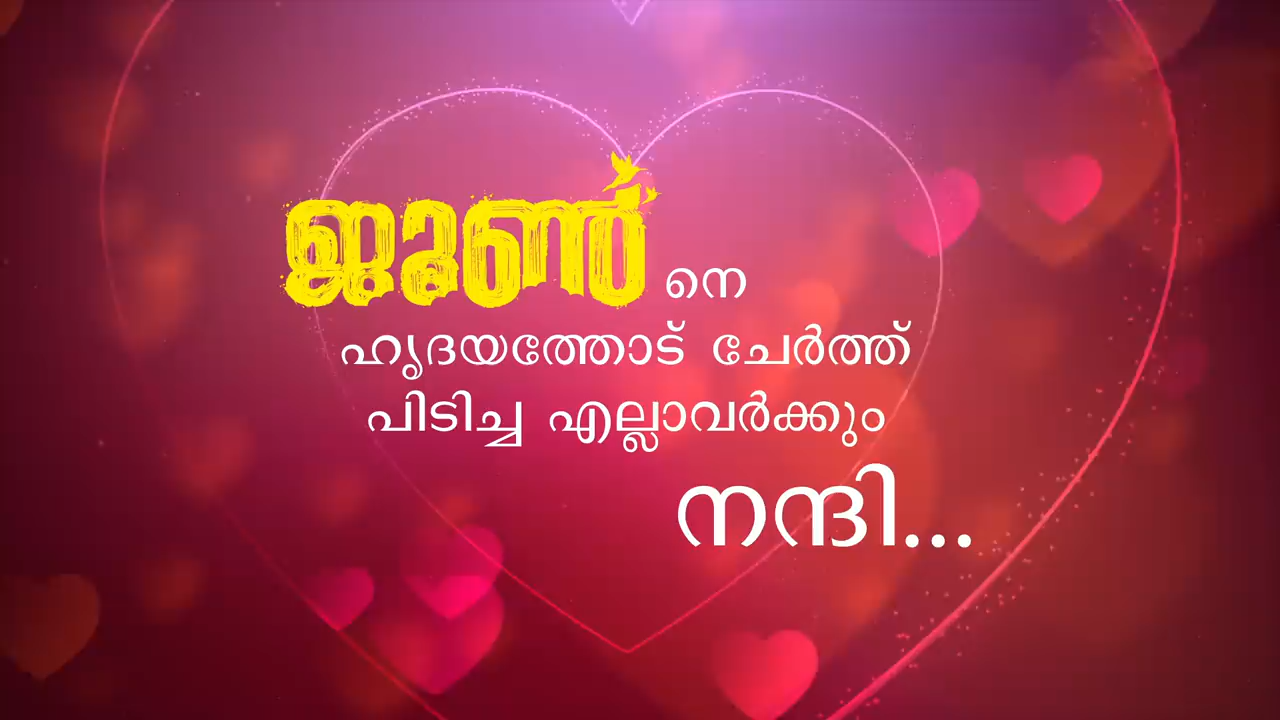 ജൂൺ നെ
ഹൃദയത്തോട് ചേർത്ത്
പിടിച്ച എല്ലാവർക്കും
നന്ദി...